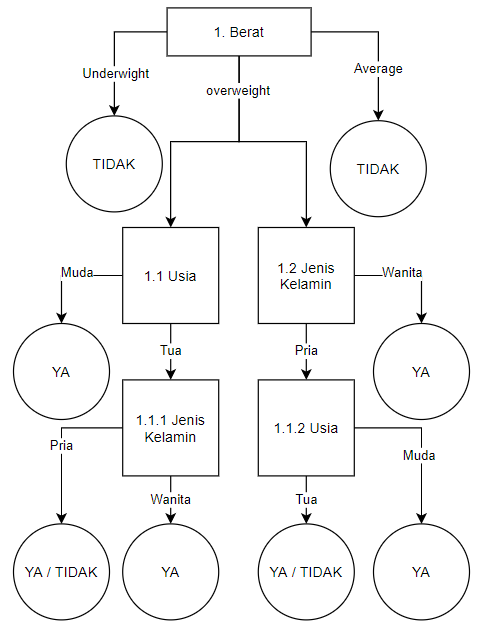 1. Berat
Underwight
overweight
Average
TIDAK
TIDAK
1.1 Usia
1.2 Jenis
Kelamin
Muda
Wanita
YA
Tua
Pria
YA
1.1.1 Jenis
Kelamin
1.1.2 Usia
Pria
Wanita
Tua
Muda
YA / TIDAK
YA
YA / TIDAK
YA